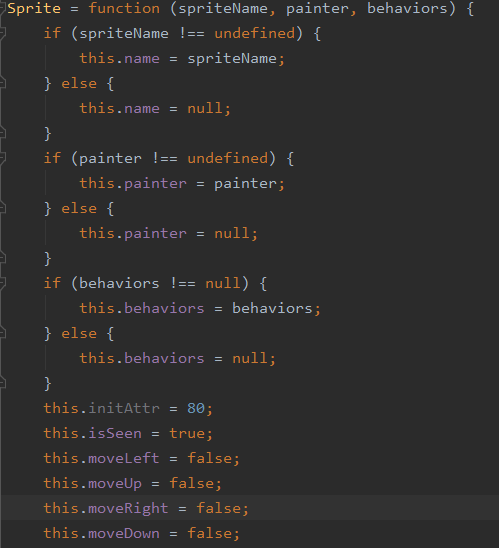 Sprite = function (spriteName, painter, behaviors) {
    if (spriteName !== undefined) {
        this.name = spriteName;
    } else {
        this.name = null;
    }
    if (painter !== undefined) {
        this.painter = painter;
    } else {
        this.painter = null;
    }
    if (behaviors !== null) {
        this.behaviors = behaviors;
    } else {
        this.behaviors = null;
    }
    this.initAttr = 80;
    this.isSeen = true;
    this.moveLeft = false;
    this.moveUp = false;
    this.moveRight = false;
    this.moveDown = false;